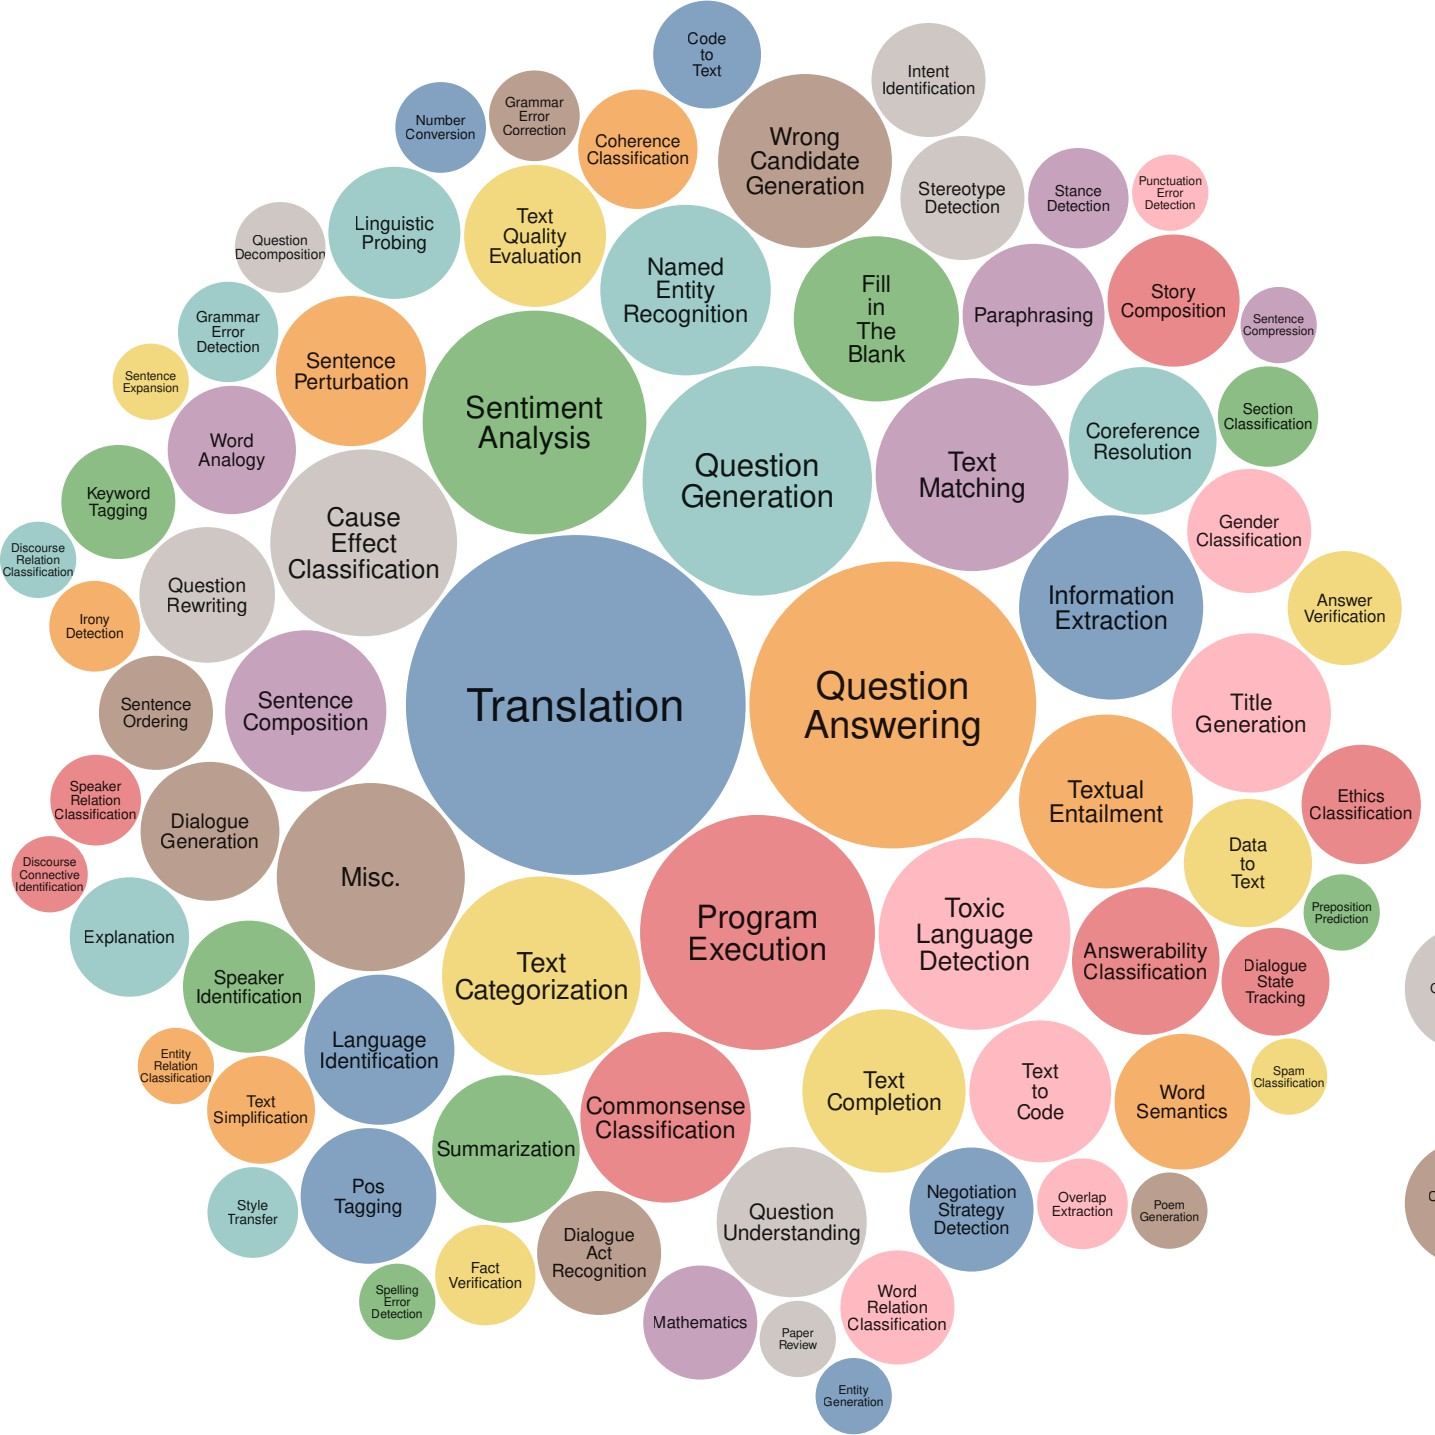 Code
to
Text
Intent
Identification
Number
Conversion
Grammar
Error
Correction
Coherence
Classification
Wrong
Candidate
Generation
Stereotype
Detection
Stance
Detection
Punctuation
Error
Detection
Question
Decomposition
Linguistic
Probing
Text
Quality
Evaluation
Named
Entity
Recognition
Fill
in
The
Blank
Paraphrasing
Story
Composition
Sentence
Compression
Grammar
Error
Detection
Sentence
Expansion
Sentence
Perturbation
Sentiment
Analysis
Question
Generation
Text
Matching
Coreference
Resolution
Section
Classification
Word
Analogy
Keyword
Tagging
Cause
Effect
Classification
Gender
Classification
Discourse
Relation
Classification
Question
Rewriting
Information
Extraction
Answer
Verification
Irony
Detection
Sentence
Ordering
Sentence
Composition
Translation
Question
Answering
Title
Generation
Speaker
Relation
Classification
Dialogue
Generation
Textual
Entailment
Ethics
Classification
Discourse
Connective
Identification
Misc.
Data
to
Text
Explanation
Program
Execution
Toxic
Language
Detection
Answerability
Classification
Preposition
Prediction
Speaker
Identification
Text
Categorization
Dialogue
State
Tracking
Entity
Relation
Classification
Language
Identification
Text
Simplification
Summarization
Commonsense
Classification
Text
Completion
Text
to
Code
Word
Semantics
Spam
Classification
Style
Transfer
Pos
Tagging
Question
Understanding
Negotiation
Strategy
Detection
Overlap
Extraction
Poem
Generation
Spelling
Error
Detection
Fact
Verification
Dialogue
Act
Recognition
Mathematics
Paper
Review
Word
Relation
Classification
Entity
Generation